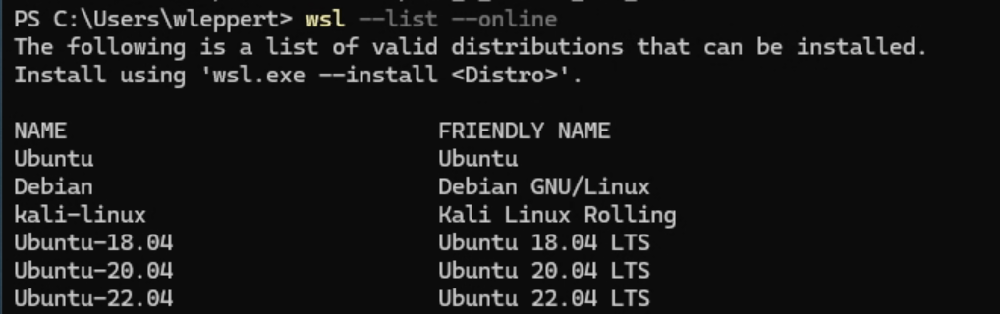 PS C:\Users\wleppert> wsl --list --online
The following is a list of valid distributions that can be installed.
Install using 'wsl.exe --install <Distro>'.
NAME FRIENDLY NAME
Ubuntu Ubuntu
Debian Debian GNU/Linux
kali-linux Kali Linux Rolling
Ubuntu-18.04 Ubuntu 18.04 LTS
Ubuntu-20.04 Ubuntu 20.04 LTS
Ubuntu-22.04 Ubuntu 22.04 LTS